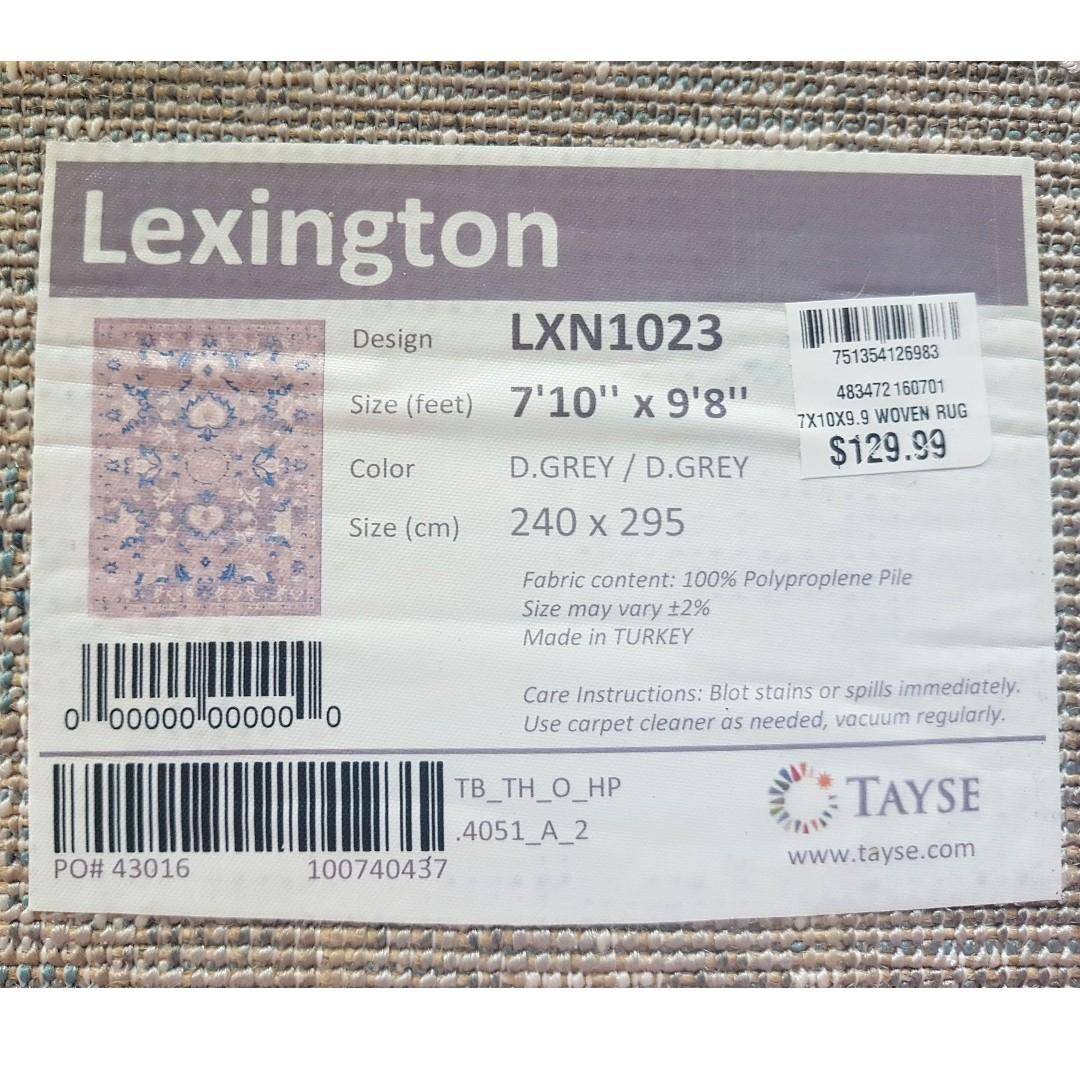 Lexington
Design LXN1023
Size (feet) 7'10'' x 9'8''
Color D.GREY / D.GREY
Size (cm) 240 x 295
751354126983
483472 160701
7X10X9.9 WOVEN RUG
$129.99
Fabric content: 100% Polyproplene Pile
Size may vary ±2%
Made in TURKEY
Care Instructions: Blot stains or spills immediately.
Use carpet cleaner as needed, vacuum regularly.
0 00000 00000 0
TB_TH_O_HP
.4051_A_2
PO# 43016 100740437
TAYSE
www.tayse.com